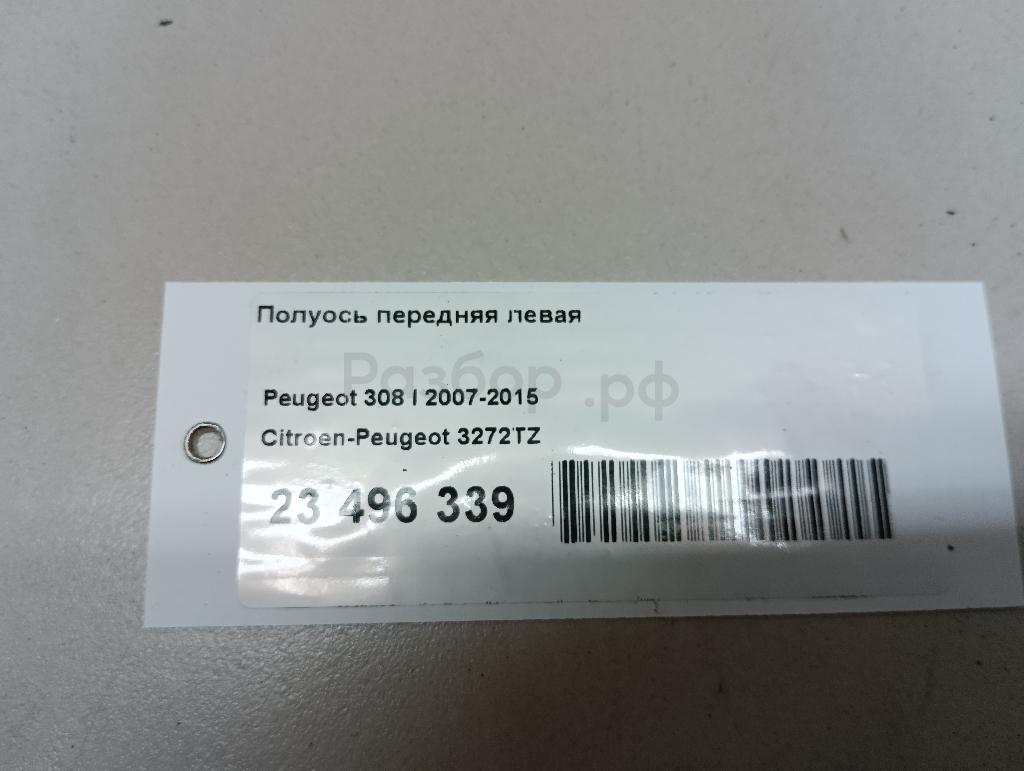 Полуось передняя левая
Разбор.рф
Peugeot 308 I 2007-2015
Citroen-Peugeot 3272TZ
23 496 339